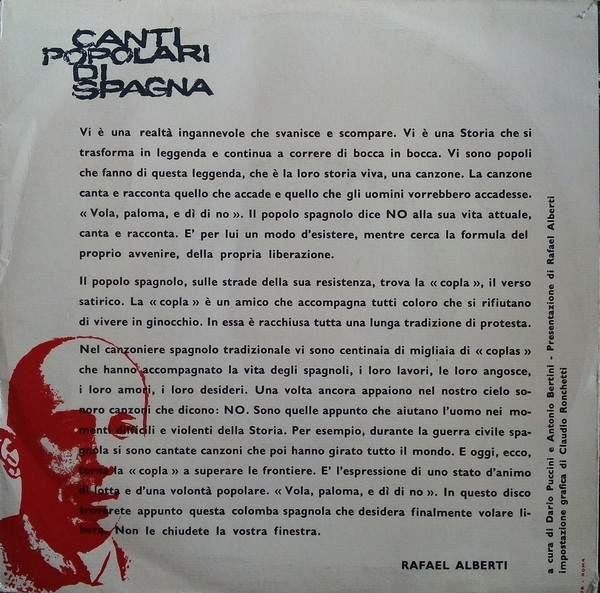 CANTI
POPOLARI
DI
SPAGNA
Vi è una realtà ingannevole che svanisce e scompare. Vi è una Storia che si
trasforma in leggenda e continua a correre di bocca in bocca. Vi sono popoli
che fanno di questa leggenda, che è la loro storia viva, una canzone. La canzone
canta e racconta quello che accade e quello che gli uomini vorrebbero accadesse.
« Vola, paloma, e dì di no ». Il popolo spagnolo dice NO alla sua vita attuale,
canta e racconta. E' per lui un modo d'esistere, mentre cerca la formula del
proprio avvenire, della propria liberazione.
Il popolo spagnolo, sulle strade della sua resistenza, trova la « copla », il verso
satirico. La « copla » è un amico che accompagna tutti coloro che si rifiutano
di vivere in ginocchio. In essa è racchiusa tutta una lunga tradizione di protesta.
Nel canzoniere spagnolo tradizionale vi sono centinaia di migliaia di « coplas »
che hanno accompagnato la vita degli spagnoli, i loro lavori, le loro angosce,
i loro amori, i loro desideri. Una volta ancora appaiono nel nostro cielo so-
noro canzoni che dicono: NO. Sono quelle appunto che aiutano l'uomo nei mo-
menti difficili e violenti della Storia. Per esempio, durante la guerra civile spa-
gnola si sono cantate canzoni che poi hanno girato tutto il mondo. E oggi, ecco,
torna la « copla » a superare le frontiere. E' l'espressione di uno stato d'animo
di lotta e d'una volontà popolare. « Vola, paloma, e dì di no ». In questo disco
troverete appunto questa colomba spagnola che desidera finalmente volare li-
bera. Non le chiudete la vostra finestra.
RAFAEL ALBERTI
a cura di Dario Puccini e Antonio Bertini - Presentazione di Rafael Alberti
impostazione grafica di Claudio Ronchetti
- ROMA